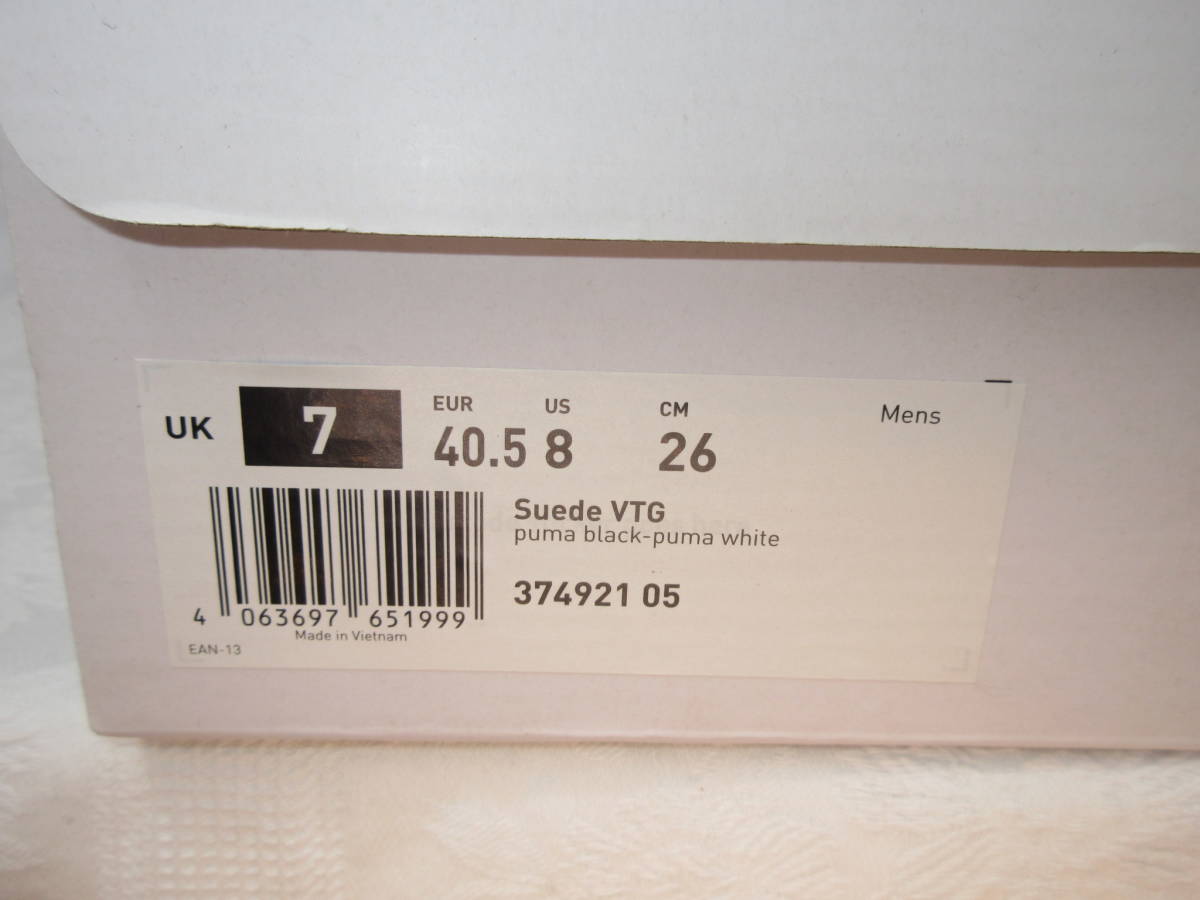 UK 7 EUR 40.5 US 8 CM 26 Mens
Suede VTG
puma black-puma white
374921 05
4 063697 651999
Made in Vietnam
EAN-13